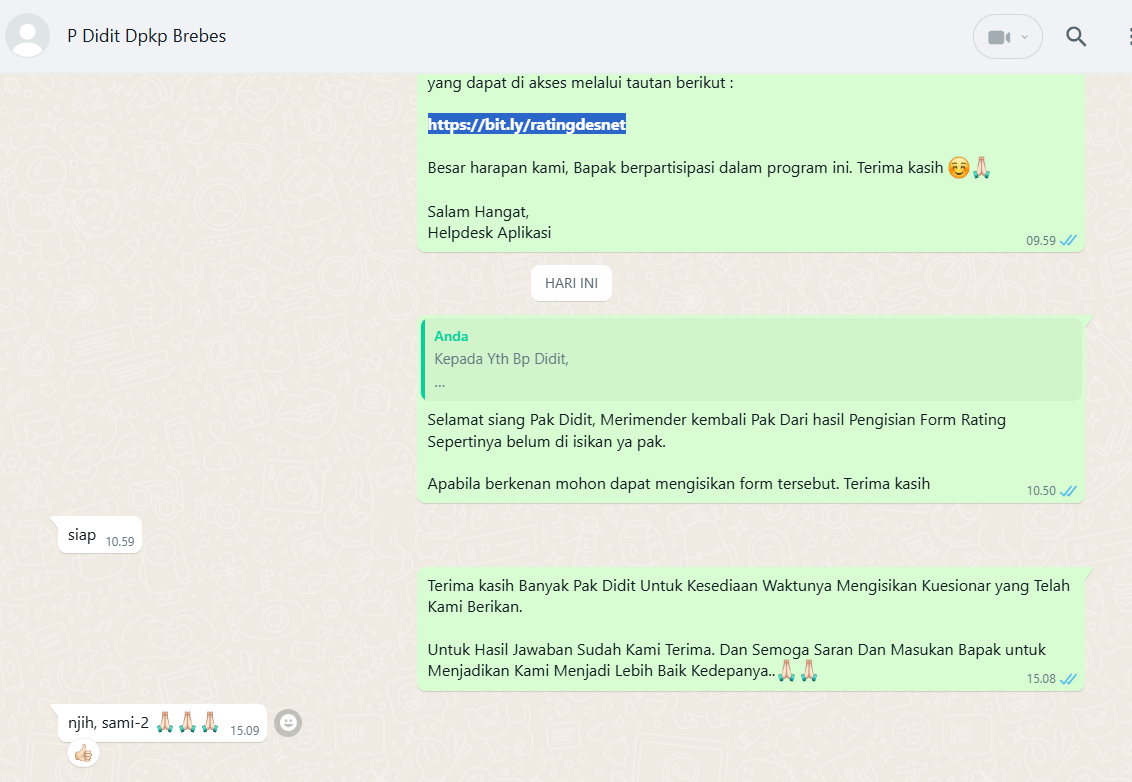 P Didit Dpkp Brebes
yang dapat di akses melalui tautan berikut :
https://bit.ly/ratingdesnet
Besar harapan kami, Bapak berpartisipasi dalam program ini. Terima kasih ☺️🙏🏻
Salam Hangat,
Helpdesk Aplikasi
09.59
HARI INI
Anda
Kepada Yth Bp Didit,
...
Selamat siang Pak Didit, Merimender kembali Pak Dari hasil Pengisian Form Rating
Sepertinya belum di isikan ya pak.
Apabila berkenan mohon dapat mengisikan form tersebut. Terima kasih
10.50
siap 10.59
Terima kasih Banyak Pak Didit Untuk Kesediaan Waktunya Mengisikan Kuesionar yang Telah
Kami Berikan.
Untuk Hasil Jawaban Sudah Kami Terima. Dan Semoga Saran Dan Masukan Bapak untuk
Menjadikan Kami Menjadi Lebih Baik Kedepanya..🙏🏻🙏🏻
15.08
njih, sami-2 🙏🏻🙏🏻🙏🏻 15.09
👍🏻